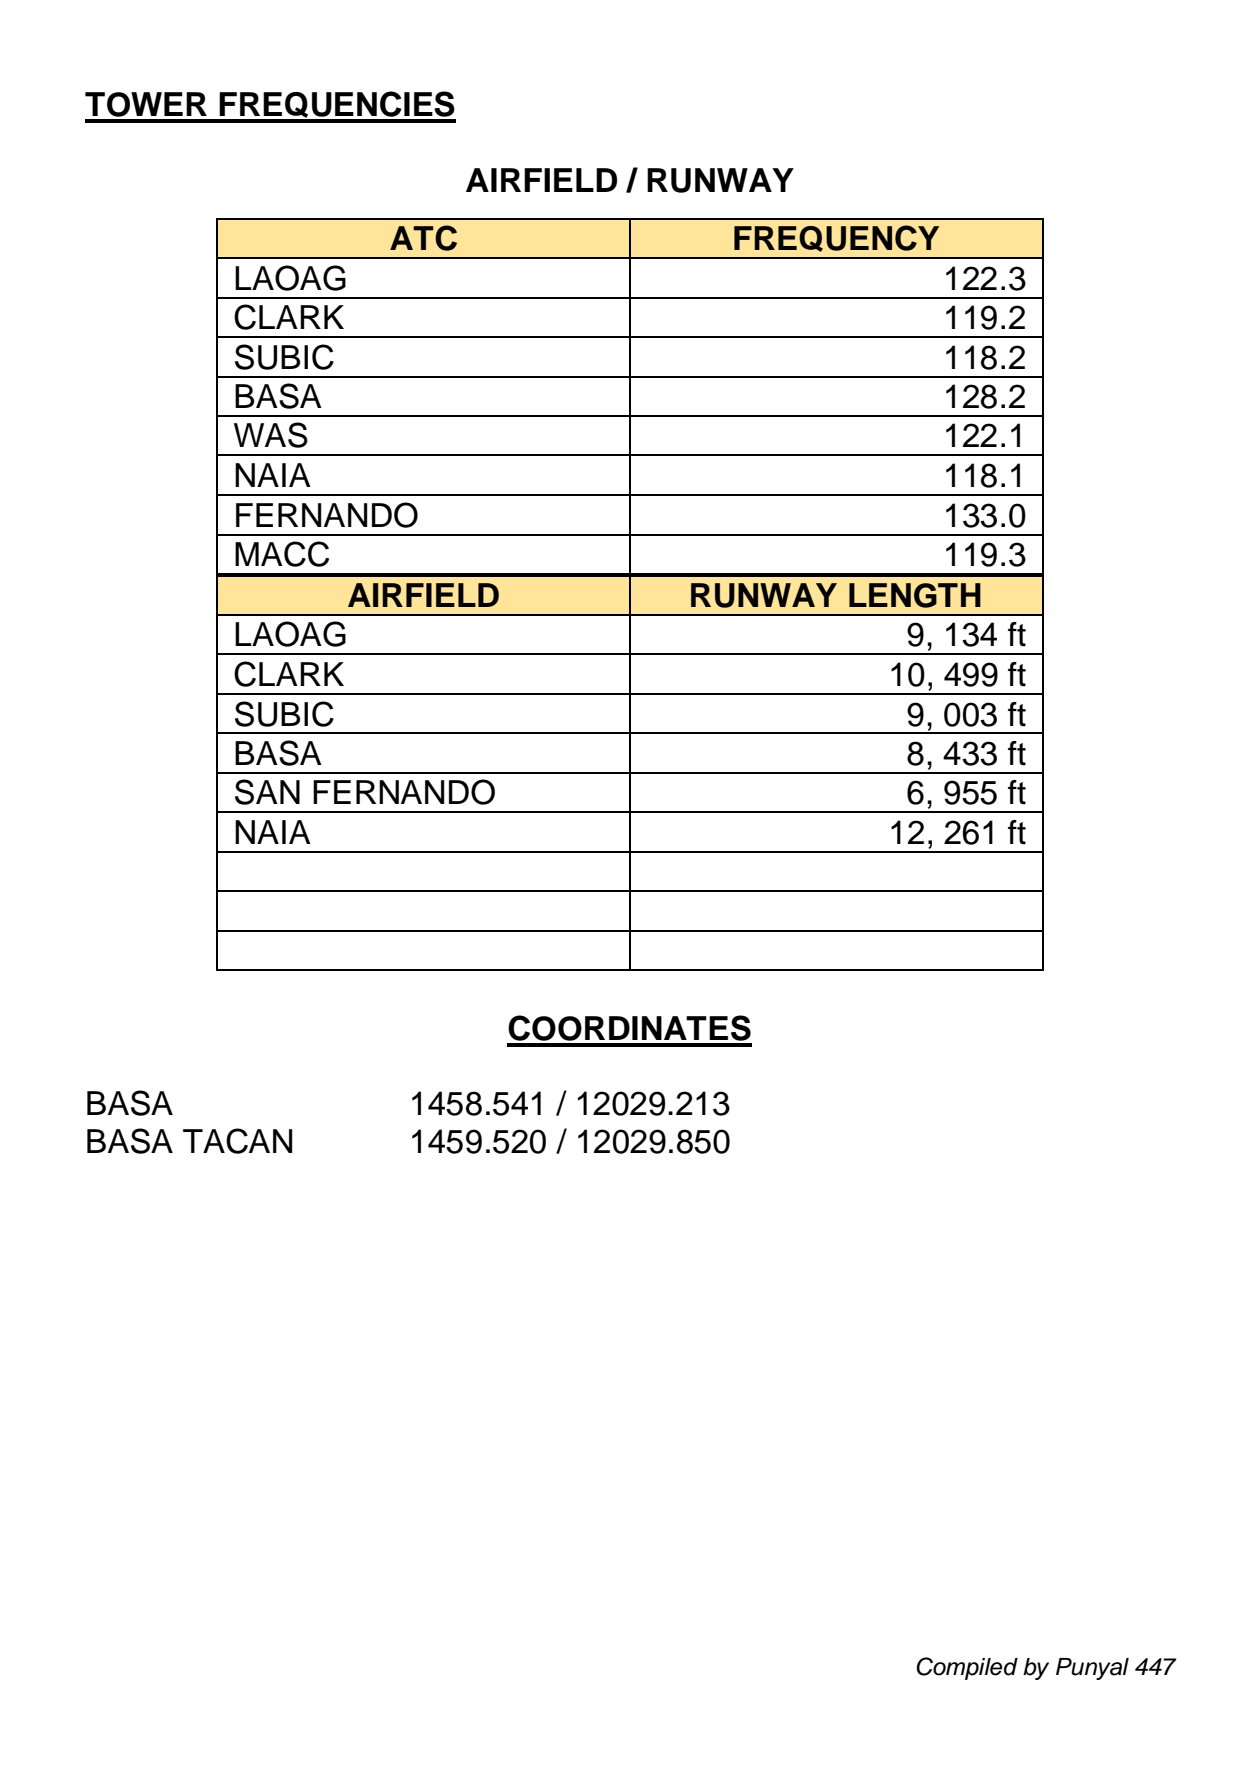 TOWER FREQUENCIES
AIRFIELD / RUNWAY
ATC FREQUENCY
LAOAG 122.3
CLARK 119.2
SUBIC 118.2
BASA 128.2
WAS 122.1
NAIA 118.1
FERNANDO 133.0
MACC 119.3
AIRFIELD RUNWAY LENGTH
LAOAG 9, 134 ft
CLARK 10, 499 ft
SUBIC 9, 003 ft
BASA 8, 433 ft
SAN FERNANDO 6, 955 ft
NAIA 12, 261 ft
COORDINATES
BASA 1458.541 / 12029.213
BASA TACAN 1459.520 / 12029.850
Compiled by Punyal 447